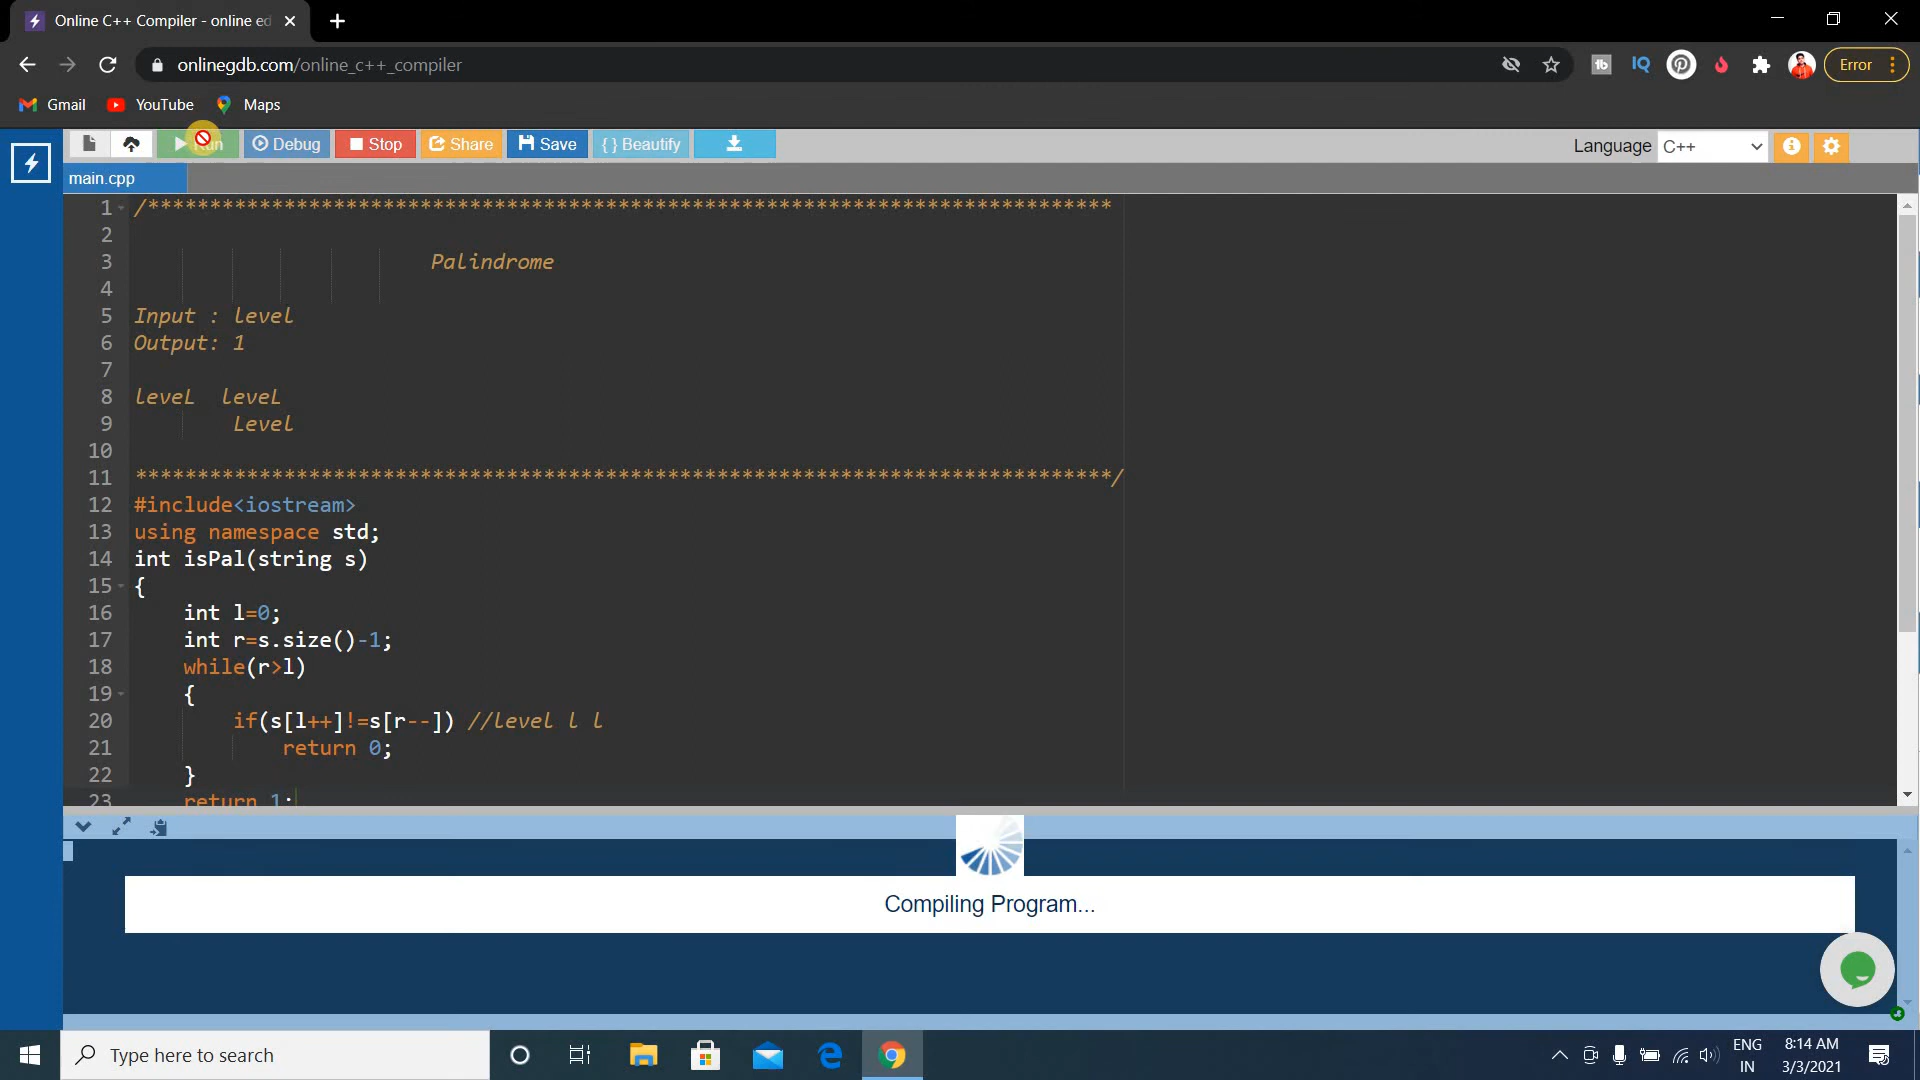 Online C++ Compiler - online ed
onlinegdb.com/online_c++_compiler
Error
Gmail YouTube Maps
Run Debug Stop Share Save { } Beautify Language C++
main.cpp
1 /******************************************************************************
2
3 Palindrome
4
5 Input : level
6 Output: 1
7
8 leveL leveL
9 Level
10
11 *******************************************************************************/
12 #include<iostream>
13 using namespace std;
14 int isPal(string s)
15 {
16 int l=0;
17 int r=s.size()-1;
18 while(r>l)
19 {
20 if(s[l++]!=s[r--]) //level l l
21 return 0;
22 }
23 return 1;
Compiling Program...
Type here to search
ENG 8:14 AM
IN 3/3/2021